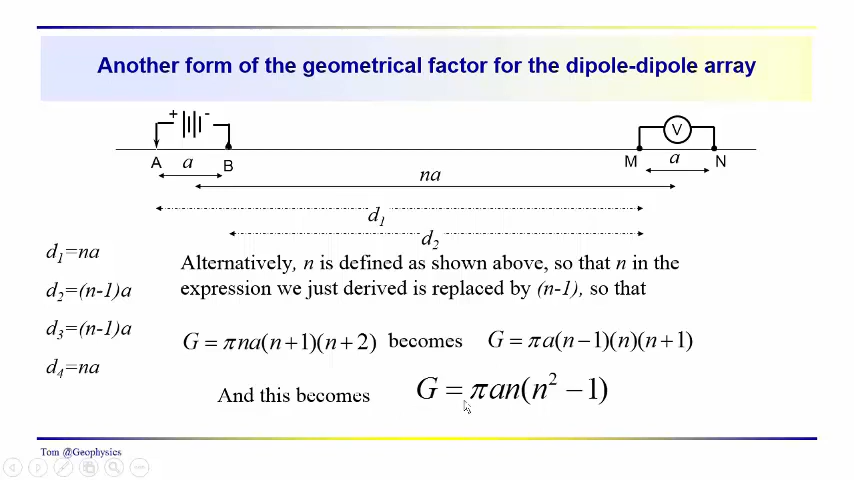 Another form of the geometrical factor for the dipole-dipole array
+ -
V
A a B M a N
na
d₁
d₂
d₁=na
d₂=(n-1)a
d₃=(n-1)a
d₄=na
Alternatively, n is defined as shown above, so that n in the
expression we just derived is replaced by (n-1), so that
G = πna(n+1)(n+2) becomes G = πa(n−1)(n)(n+1)
And this becomes G = πan(n² − 1)
Tom @Geophysics